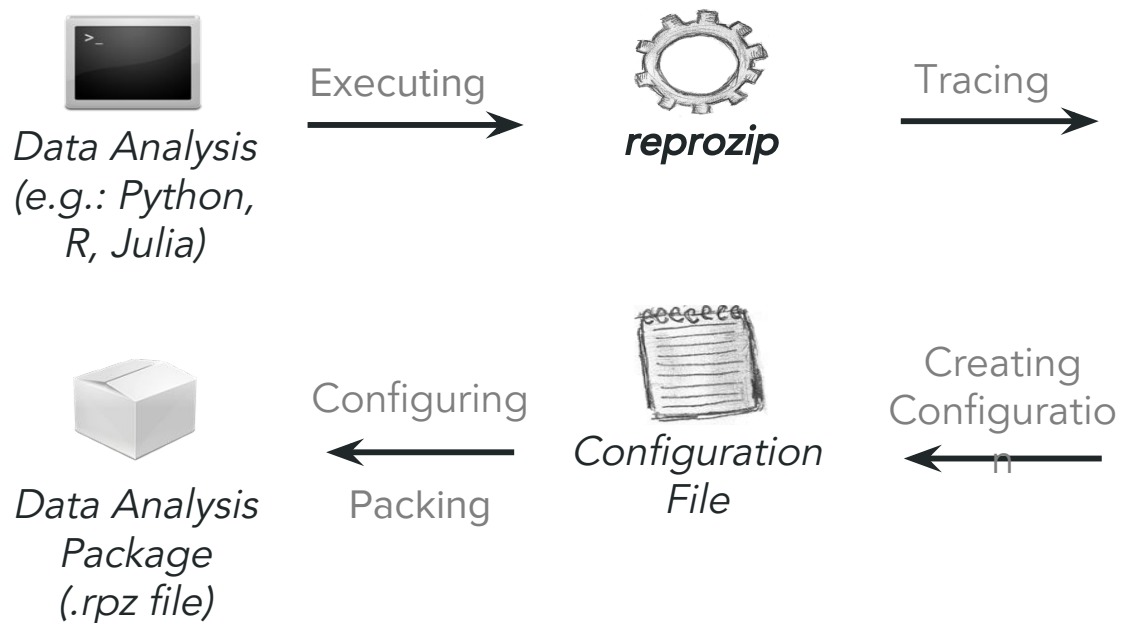 >_
Executing
Tracing
Data Analysis
(e.g.: Python,
R, Julia)
reprozip
Creating
Configuratio
n
Configuration
File
Configuring
Packing
Data Analysis
Package
(.rpz file)